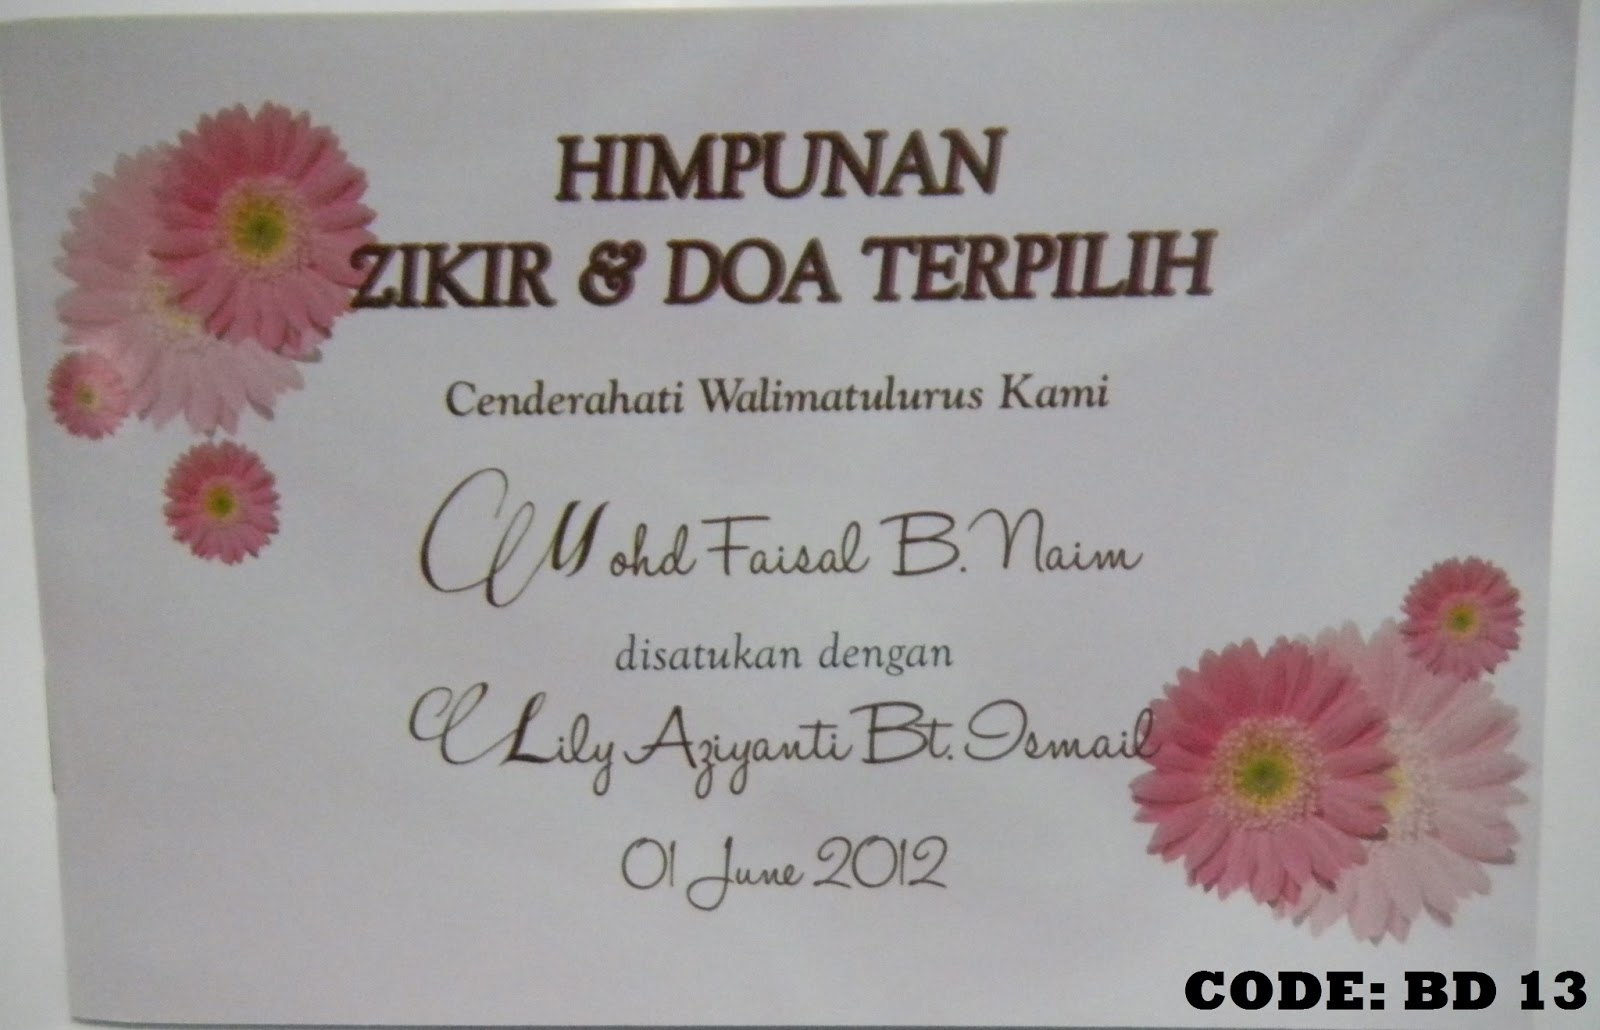 HIMPUNAN
ZIKIR & DOA TERPILIH
Cenderahati Walimatulurus Kami
Mohd Faisal B. Naim
disatukan dengan
Lily Aziyanti Bt. Ismail
01 June 2012
CODE: BD 13